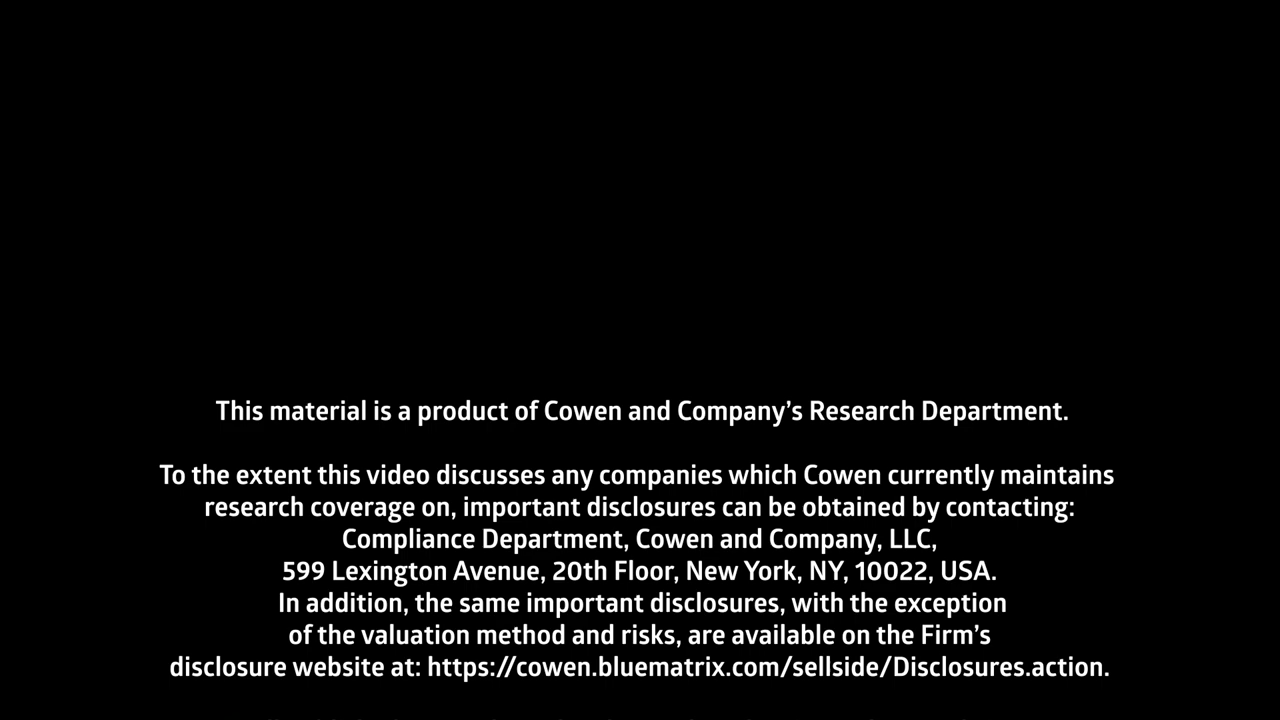 This material is a product of Cowen and Company’s Research Department.
To the extent this video discusses any companies which Cowen currently maintains
research coverage on, important disclosures can be obtained by contacting:
Compliance Department, Cowen and Company, LLC,
599 Lexington Avenue, 20th Floor, New York, NY, 10022, USA.
In addition, the same important disclosures, with the exception
of the valuation method and risks, are available on the Firm’s
disclosure website at: https://cowen.bluematrix.com/sellside/Disclosures.action.